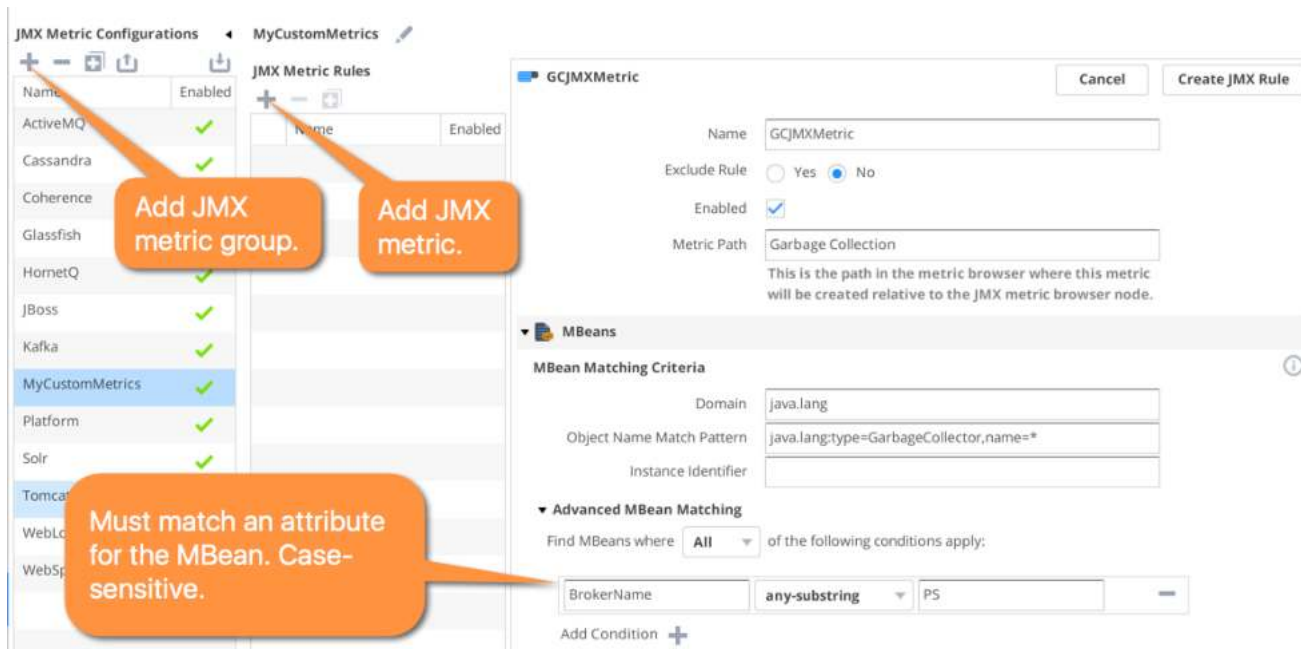 JMX Metric Configurations
Name
Enabled
ActiveMQ
Cassandra
Coherence
Glassfish
HornetQ
JBoss
Kafka
MyCustomMetrics
Platform
Solr
Add JMX
metric group.
MyCustomMetrics
JMX Metric Rules
Name
Enabled
Add JMX
metric.
GCJMXMetric
Cancel
Create JMX Rule
Name
GCJMXMetric
Exclude Rule
Yes
No
Enabled
Metric Path
Garbage Collection
This is the path in the metric browser where this metric
will be created relative to the JMX metric browser node.
MBeans
MBean Matching Criteria
Domain
java.lang
Object Name Match Pattern
java.lang:type=GarbageCollector,name=*
Instance Identifier
Advanced MBean Matching
Find MBeans where
All
of the following conditions apply:
Must match an attribute
for the MBean. Case-
sensitive.
BrokerName
any-substring
PS
Add Condition